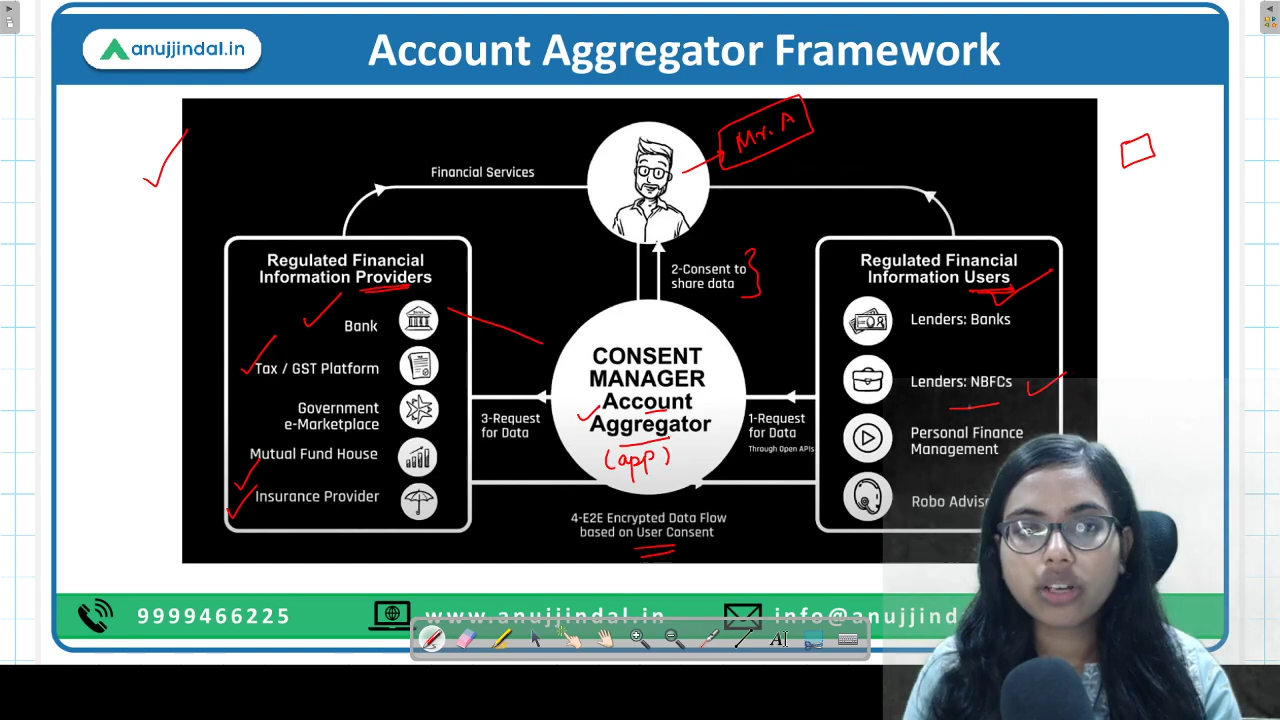 anujjindal.in
Account Aggregator Framework
Mr. A
Financial Services
Regulated Financial
Information Providers
Bank
Tax / GST Platform
Government
e-Marketplace
Mutual Fund House
Insurance Provider
2-Consent to
share data
CONSENT
MANAGER
Account
Aggregator
(app)
3-Request
for Data
1-Request
for Data
Through Open APIs
4-E2E Encrypted Data Flow
based on User Consent
Regulated Financial
Information Users
Lenders: Banks
Lenders: NBFCs
Personal Finance
Management
Robo Advis
9999466225
www.anujjindal.in
info@anujjind
AI